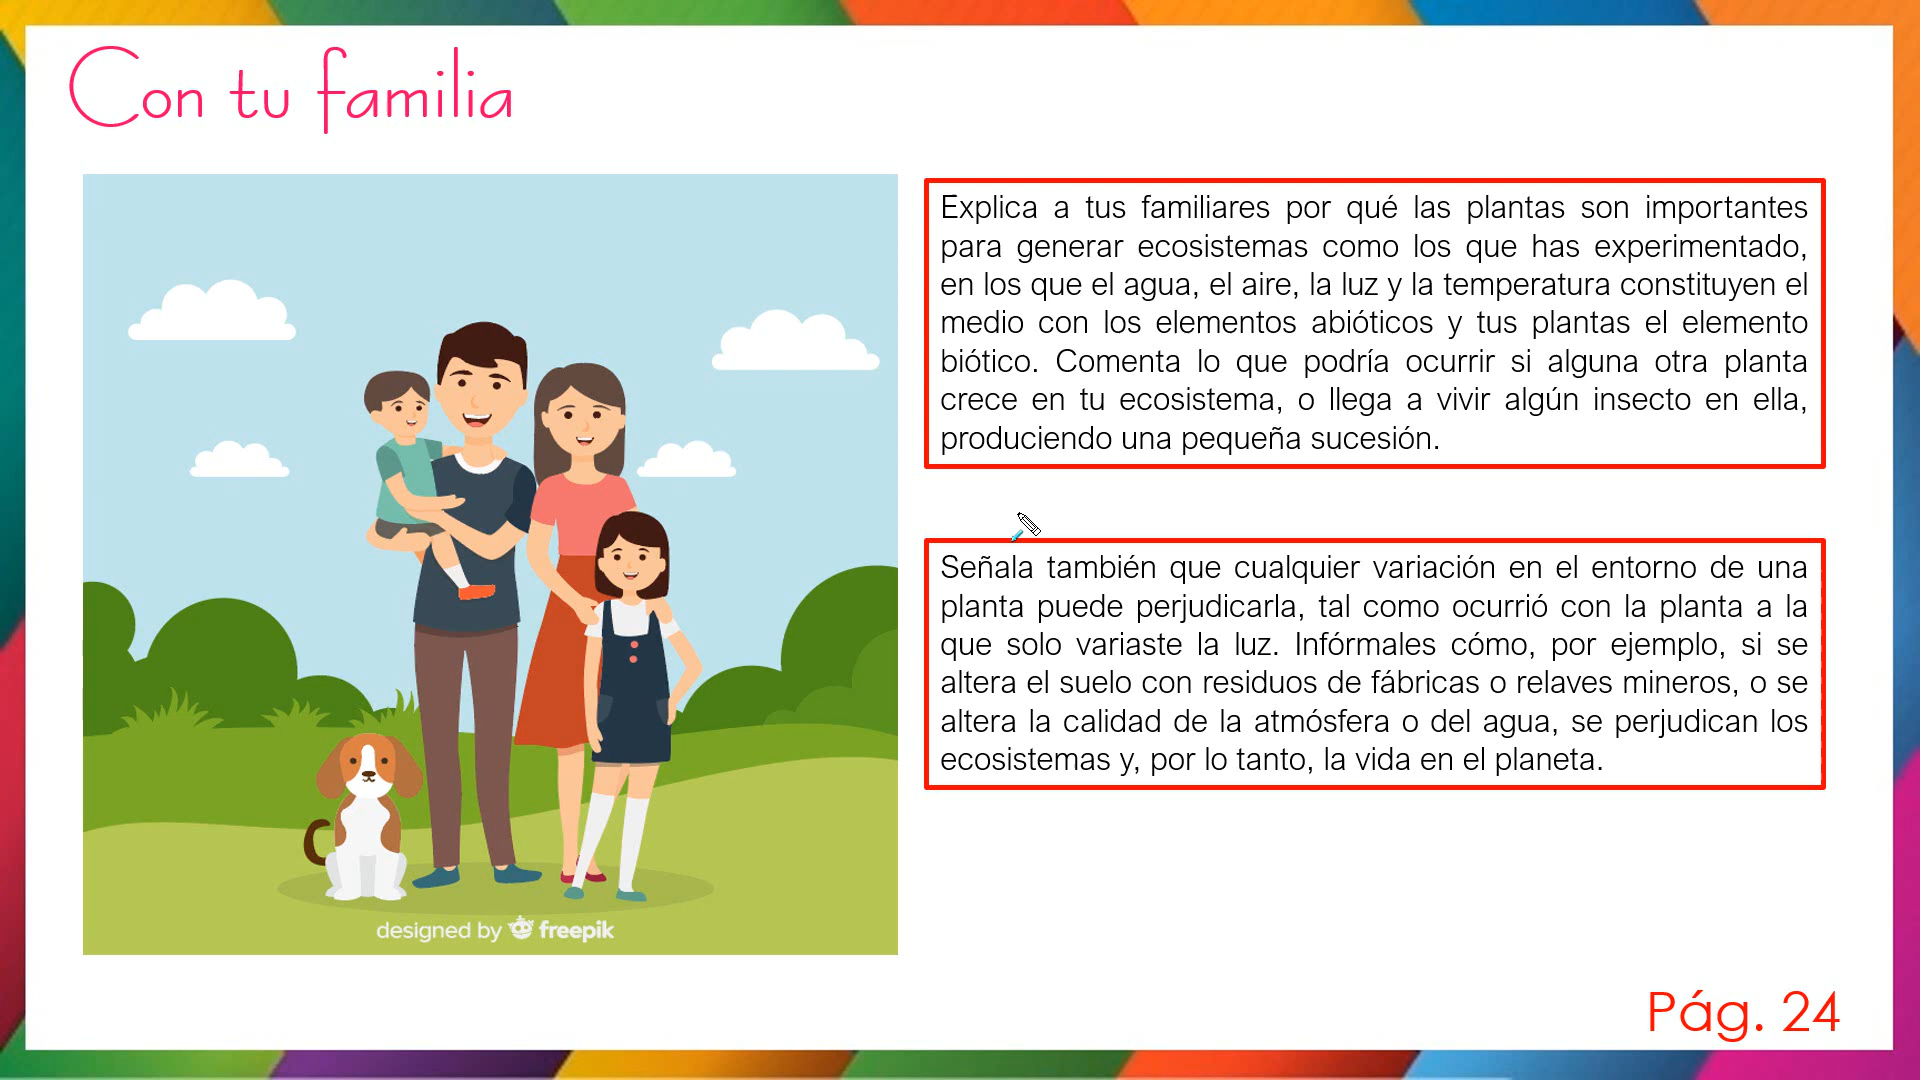 Con tu familia
Explica a tus familiares por qué las plantas son importantes
para generar ecosistemas como los que has experimentado,
en los que el agua, el aire, la luz y la temperatura constituyen el
medio con los elementos abióticos y tus plantas el elemento
biótico. Comenta lo que podría ocurrir si alguna otra planta
crece en tu ecosistema, o llega a vivir algún insecto en ella,
produciendo una pequeña sucesión.
Señala también que cualquier variación en el entorno de una
planta puede perjudicarla, tal como ocurrió con la planta a la
que solo variaste la luz. Infórmales cómo, por ejemplo, si se
altera el suelo con residuos de fábricas o relaves mineros, o se
altera la calidad de la atmósfera o del agua, se perjudican los
ecosistemas y, por lo tanto, la vida en el planeta.
designed by freepik
Pág. 24